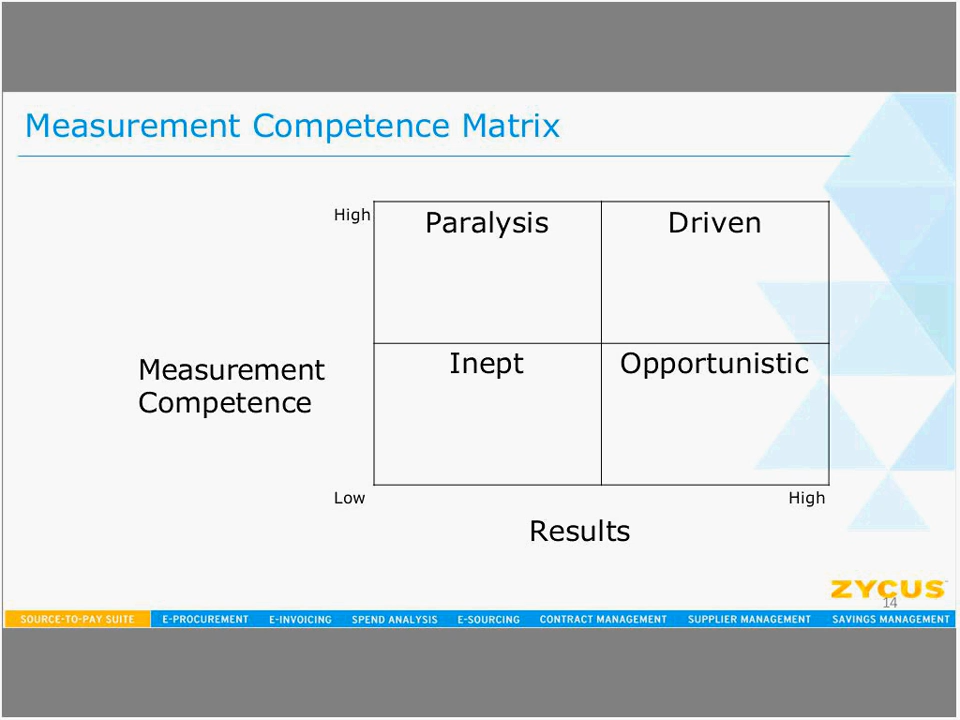 Measurement Competence Matrix
High
Paralysis
Driven
Measurement
Competence
Inept
Opportunistic
Low
High
Results
ZYCUS
14
SOURCE-TO-PAY SUITE
E-PROCUREMENT
E-INVOICING
SPEND ANALYSIS
E-SOURCING
CONTRACT MANAGEMENT
SUPPLIER MANAGEMENT
SAVINGS MANAGEMENT